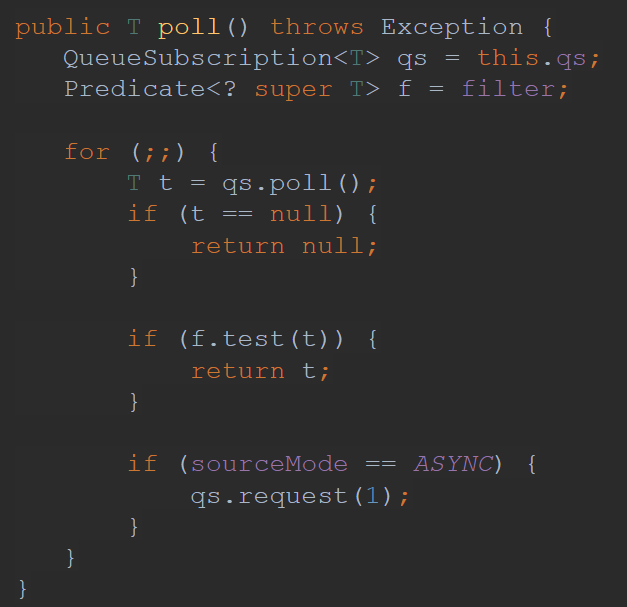 public T poll() throws Exception {
QueueSubscription<T> qs = this.qs;
Predicate<? super T> f = filter;
for (;;) {
T t = qs.poll();
if (t == null) {
return null;
}
if (f.test(t)) {
return t;
}
if (sourceMode == ASYNC) {
qs.request(1);
}
}
}